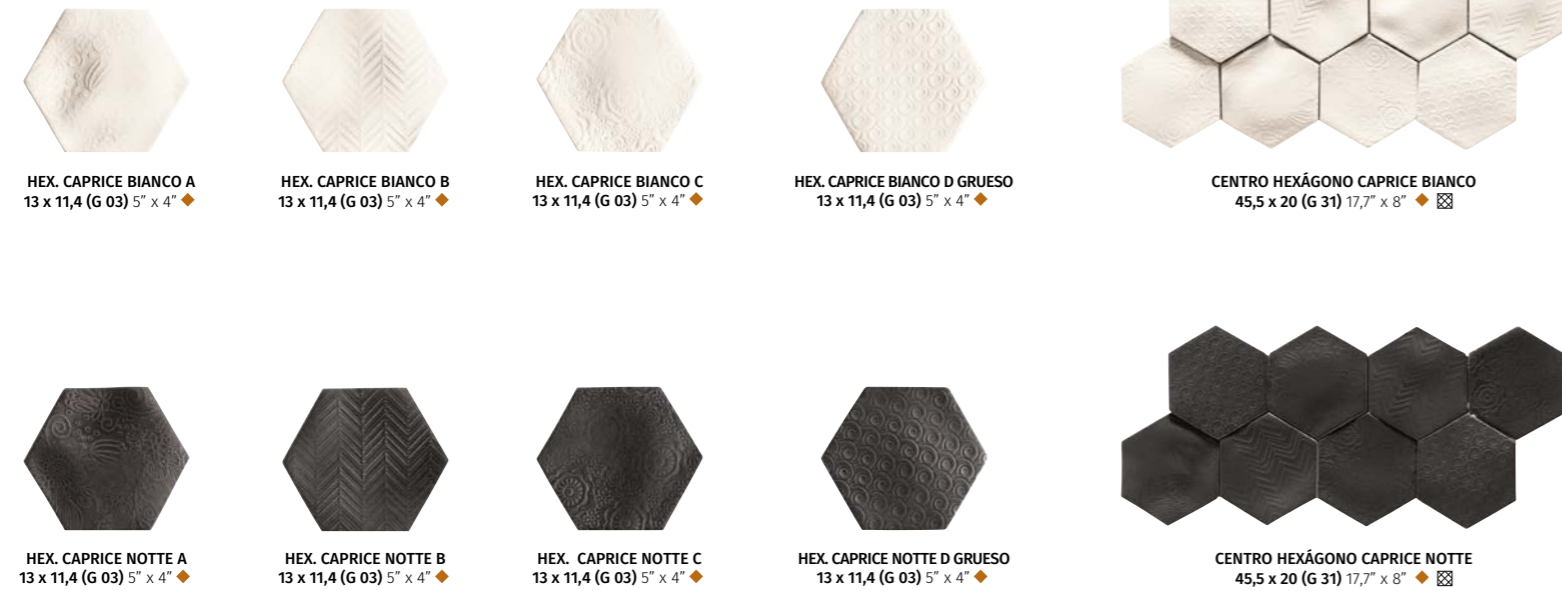 HEX. CAPRICE BIANCO A
13 x 11,4 (G 03) 5” x 4”
HEX. CAPRICE BIANCO B
13 x 11,4 (G 03) 5” x 4”
HEX. CAPRICE BIANCO C
13 x 11,4 (G 03) 5” x 4”
HEX. CAPRICE BIANCO D GRUESO
13 x 11,4 (G 03) 5” x 4”
CENTRO HEXÁGONO CAPRICE BIANCO
45,5 x 20 (G 31) 17,7” x 8”
HEX. CAPRICE NOTTE A
13 x 11,4 (G 03) 5” x 4”
HEX. CAPRICE NOTTE B
13 x 11,4 (G 03) 5” x 4”
HEX. CAPRICE NOTTE C
13 x 11,4 (G 03) 5” x 4”
HEX. CAPRICE NOTTE D GRUESO
13 x 11,4 (G 03) 5” x 4”
CENTRO HEXÁGONO CAPRICE NOTTE
45,5 x 20 (G 31) 17,7” x 8”